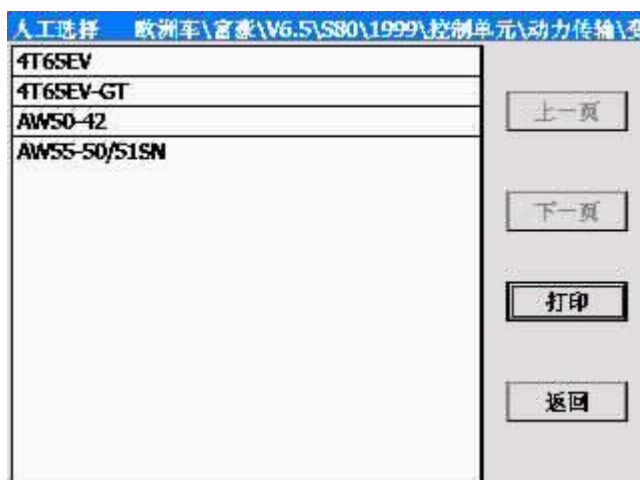 人工选择 欧洲车\富豪\V6.5\S80\1999\控制单元\动力传输\变
4T65EV
4T65EV-GT
AW50-42
AW55-50/51SN
上一页
下一页
打印
返回